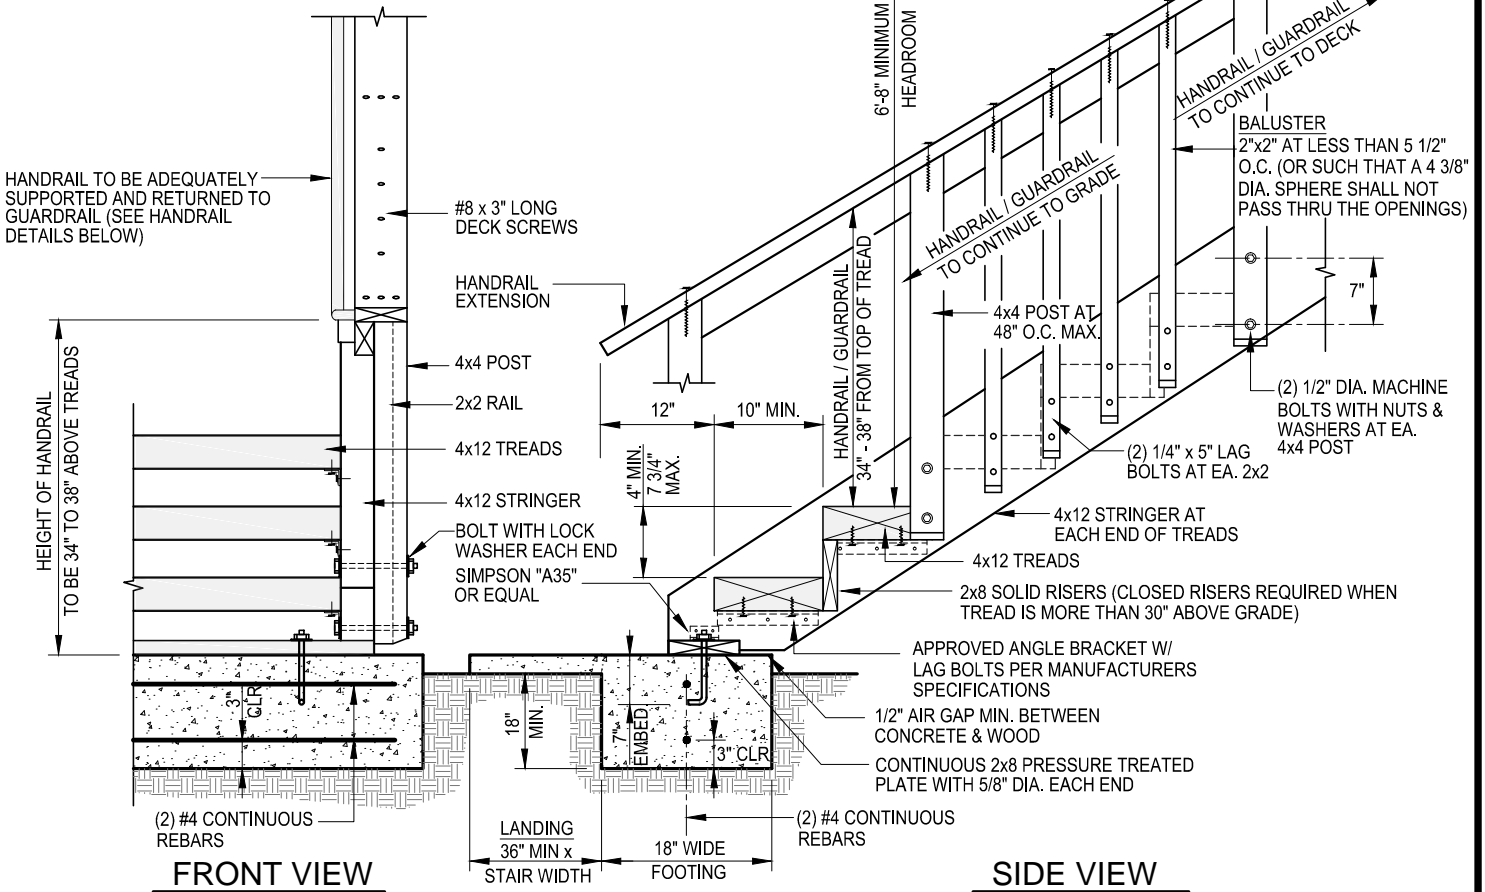 HANDRAIL TO BE ADEQUATELY
SUPPORTED AND RETURNED TO
GUARDRAIL (SEE HANDRAIL
DETAILS BELOW)
#8 x 3" LONG
DECK SCREWS
HANDRAIL
EXTENSION
4x4 POST
2x2 RAIL
4x12 TREADS
4x12 STRINGER
BOLT WITH LOCK
WASHER EACH END
SIMPSON "A35"
OR EQUAL
HEIGHT OF HANDRAIL
TO BE 34" TO 38" ABOVE TREADS
3"
CLR
(2) #4 CONTINUOUS
REBARS
FRONT VIEW
6'-8" MINIMUM
HEADROOM
HANDRAIL / GUARDRAIL
TO CONTINUE TO DECK
BALUSTER
2"x2" AT LESS THAN 5 1/2"
O.C. (OR SUCH THAT A 4 3/8"
DIA. SPHERE SHALL NOT
PASS THRU THE OPENINGS)
HANDRAIL / GUARDRAIL
TO CONTINUE TO GRADE
HANDRAIL / GUARDRAIL
34" - 38" FROM TOP OF TREAD
4x4 POST AT
48" O.C. MAX.
7"
(2) 1/2" DIA. MACHINE
BOLTS WITH NUTS &
WASHERS AT EA.
4x4 POST
12"
10" MIN.
4" MIN.
7 3/4"
MAX.
(2) 1/4" x 5" LAG
BOLTS AT EA. 2x2
4x12 STRINGER AT
EACH END OF TREADS
4x12 TREADS
2x8 SOLID RISERS (CLOSED RISERS REQUIRED WHEN
TREAD IS MORE THAN 30" ABOVE GRADE)
APPROVED ANGLE BRACKET W/
LAG BOLTS PER MANUFACTURERS
SPECIFICATIONS
1/2" AIR GAP MIN. BETWEEN
CONCRETE & WOOD
CONTINUOUS 2x8 PRESSURE TREATED
PLATE WITH 5/8" DIA. EACH END
18"
MIN.
7"
EMBED
3" CLR
(2) #4 CONTINUOUS
REBARS
LANDING
36" MIN x
STAIR WIDTH
18" WIDE
FOOTING
SIDE VIEW